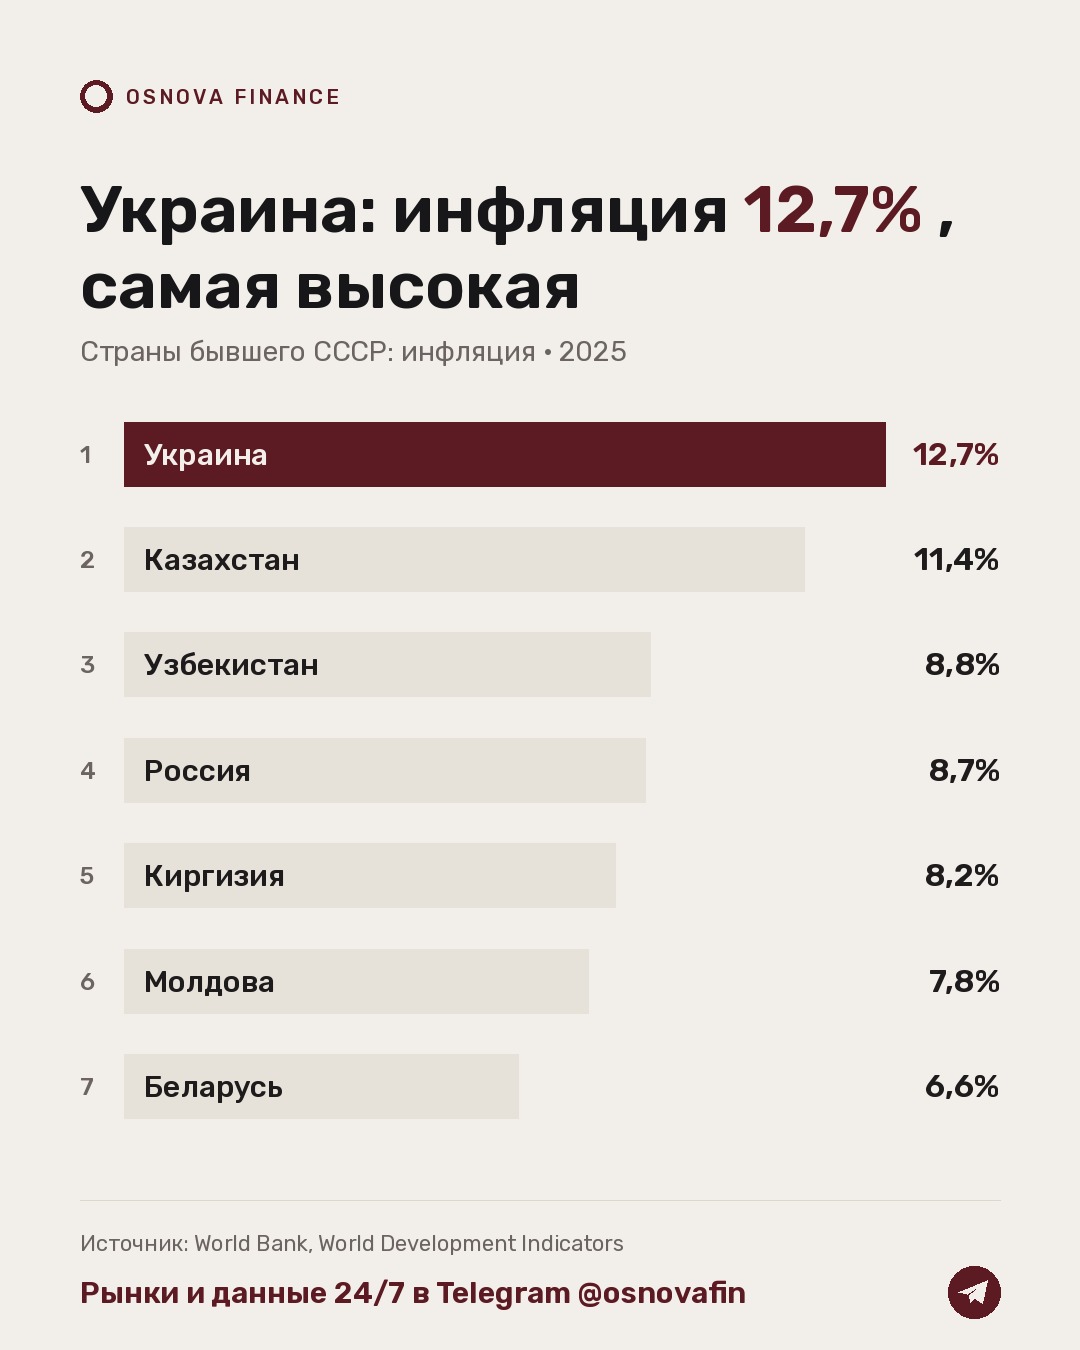 OSNOVA FINANCE
Украина: инфляция 12,7% ,
самая высокая
Страны бывшего СССР: инфляция • 2025
1 Украина 12,7%
2 Казахстан 11,4%
3 Узбекистан 8,8%
4 Россия 8,7%
5 Киргизия 8,2%
6 Молдова 7,8%
7 Беларусь 6,6%
Источник: World Bank, World Development Indicators
Рынки и данные 24/7 в Telegram @osnovafin